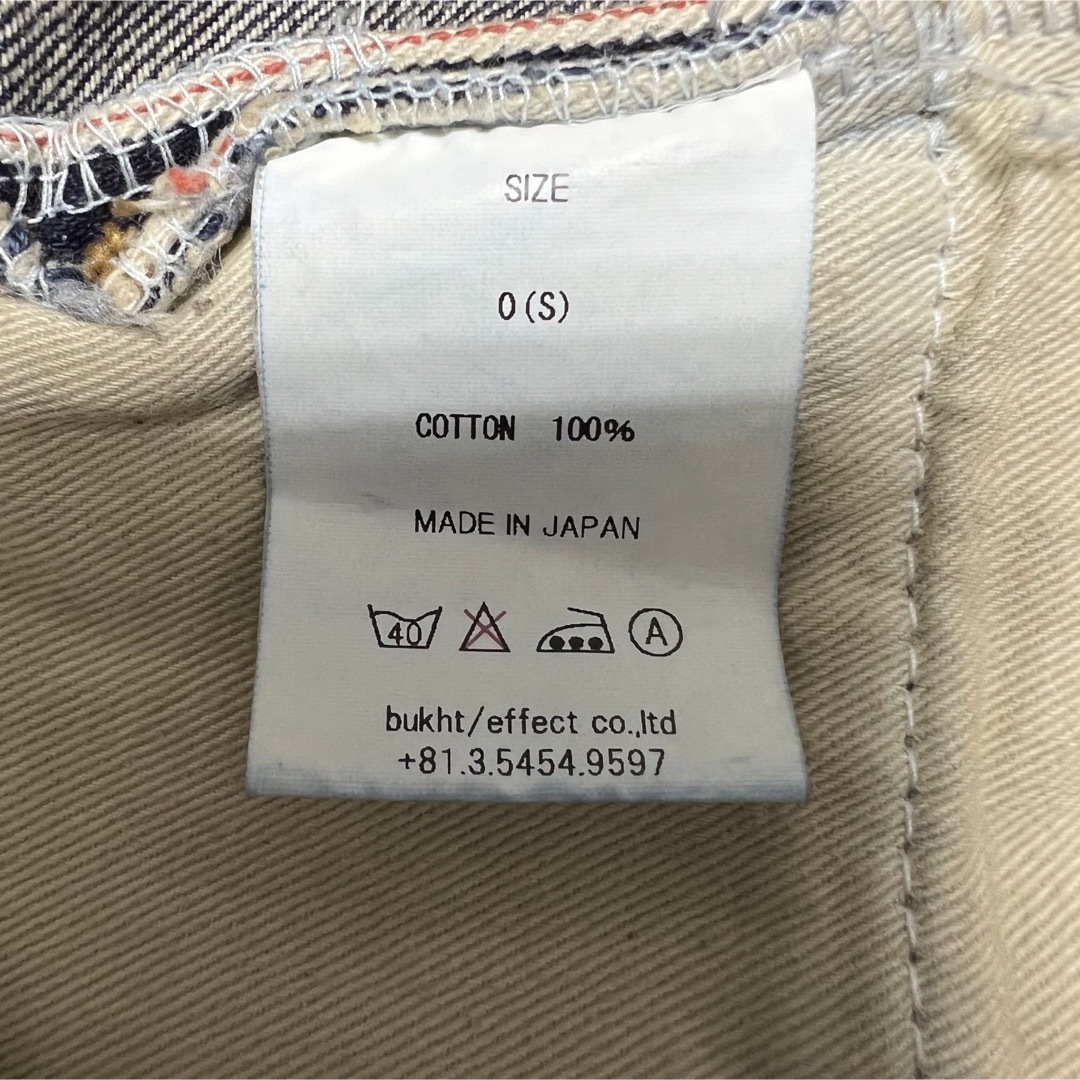 SIZE
0(S)
COTTON 100%
MADE IN JAPAN
40 A
bukht/effect co.,ltd
+81.3.5454.9597